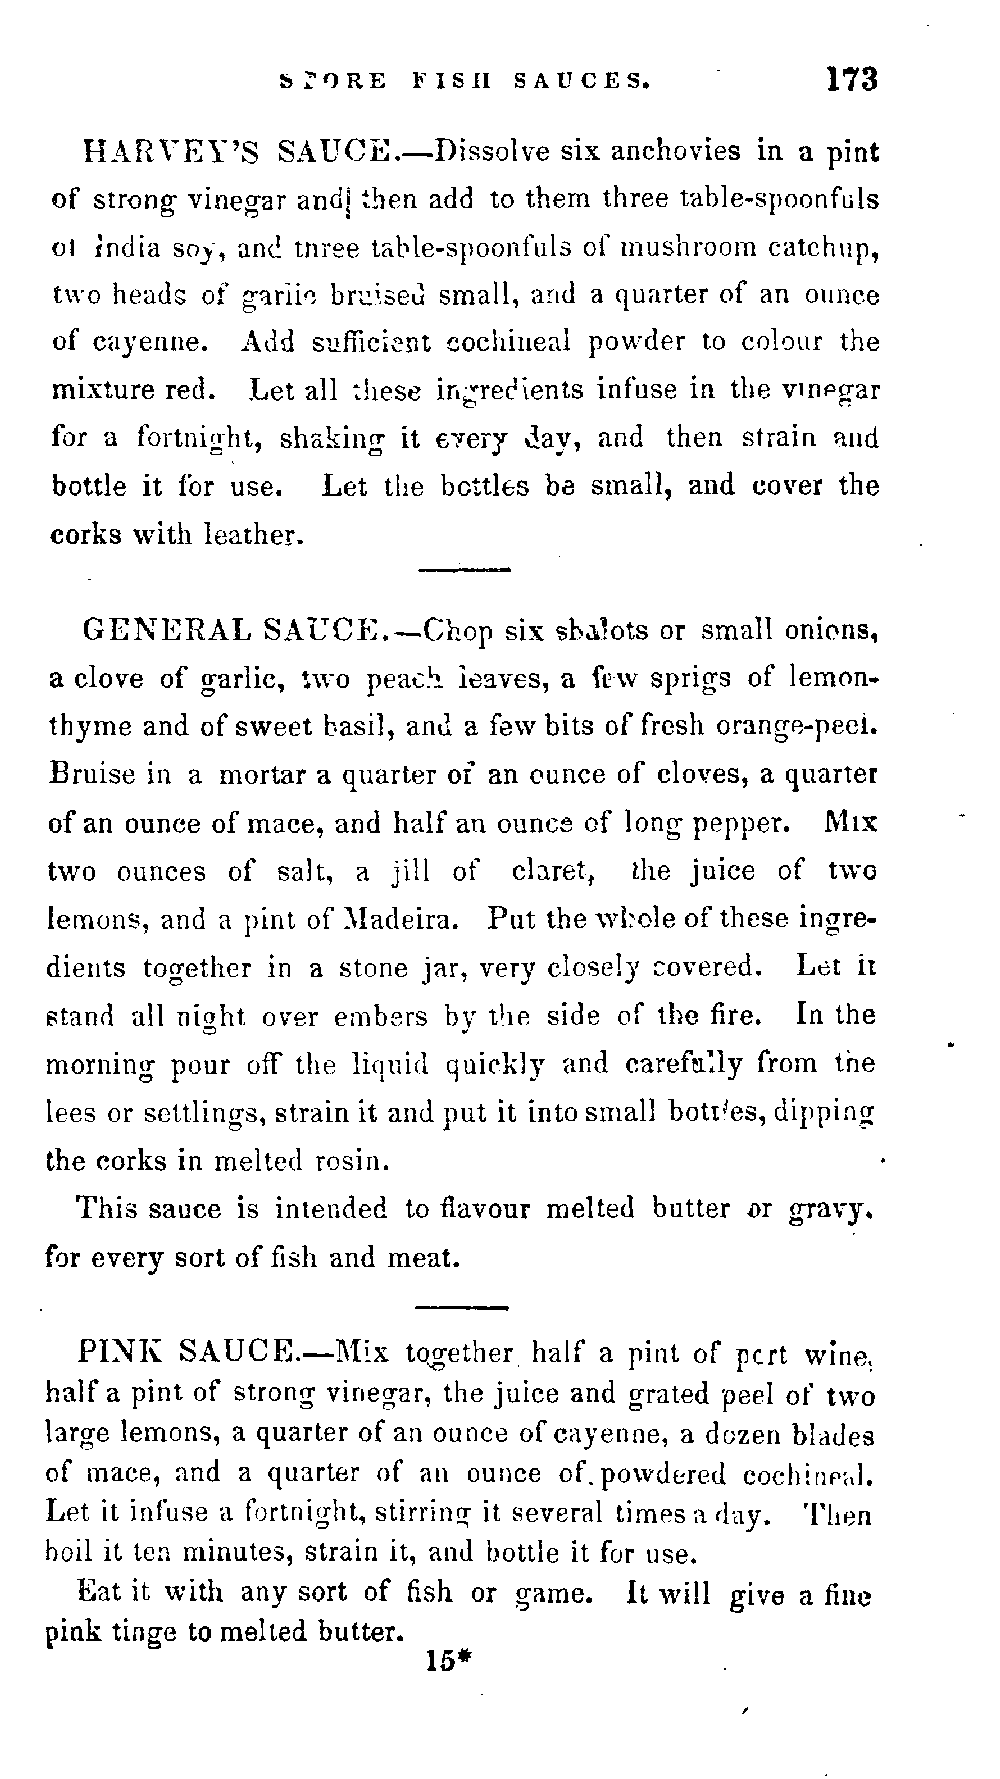 STORE FISH SAUCES. 173
HARVEY'S SAUCE.—Dissolve six anchovies in a pint
of strong vinegar and then add to them three table-spoonfuls
of India soy, and three table-spoonfuls of mushroom catchup,
two heads of garlic bruised small, and a quarter of an ounce
of cayenne. Add sufficient cochineal powder to colour the
mixture red. Let all these ingredients infuse in the vinegar
for a fortnight, shaking it every day, and then strain and
bottle it for use. Let the bottles be small, and cover the
corks with leather.
GENERAL SAUCE.—Chop six shalots or small onions,
a clove of garlic, two peach leaves, a few sprigs of lemon-
thyme and of sweet basil, and a few bits of fresh orange-peel.
Bruise in a mortar a quarter of an ounce of cloves, a quarter
of an ounce of mace, and half an ounce of long pepper. Mix
two ounces of salt, a jill of claret, the juice of two
lemons, and a pint of Madeira. Put the whole of these ingre-
dients together in a stone jar, very closely covered. Let it
stand all night over embers by the side of the fire. In the
morning pour off the liquid quickly and carefully from the
lees or settlings, strain it and put it into small bottles, dipping
the corks in melted rosin.
This sauce is intended to flavour melted butter or gravy,
for every sort of fish and meat.
PINK SAUCE.—Mix together half a pint of port wine,
half a pint of strong vinegar, the juice and grated peel of two
large lemons, a quarter of an ounce of cayenne, a dozen blades
of mace, and a quarter of an ounce of powdered cochineal.
Let it infuse a fortnight, stirring it several times a day. Then
boil it ten minutes, strain it, and bottle it for use.
Eat it with any sort of fish or game. It will give a fine
pink tinge to melted butter.
15*